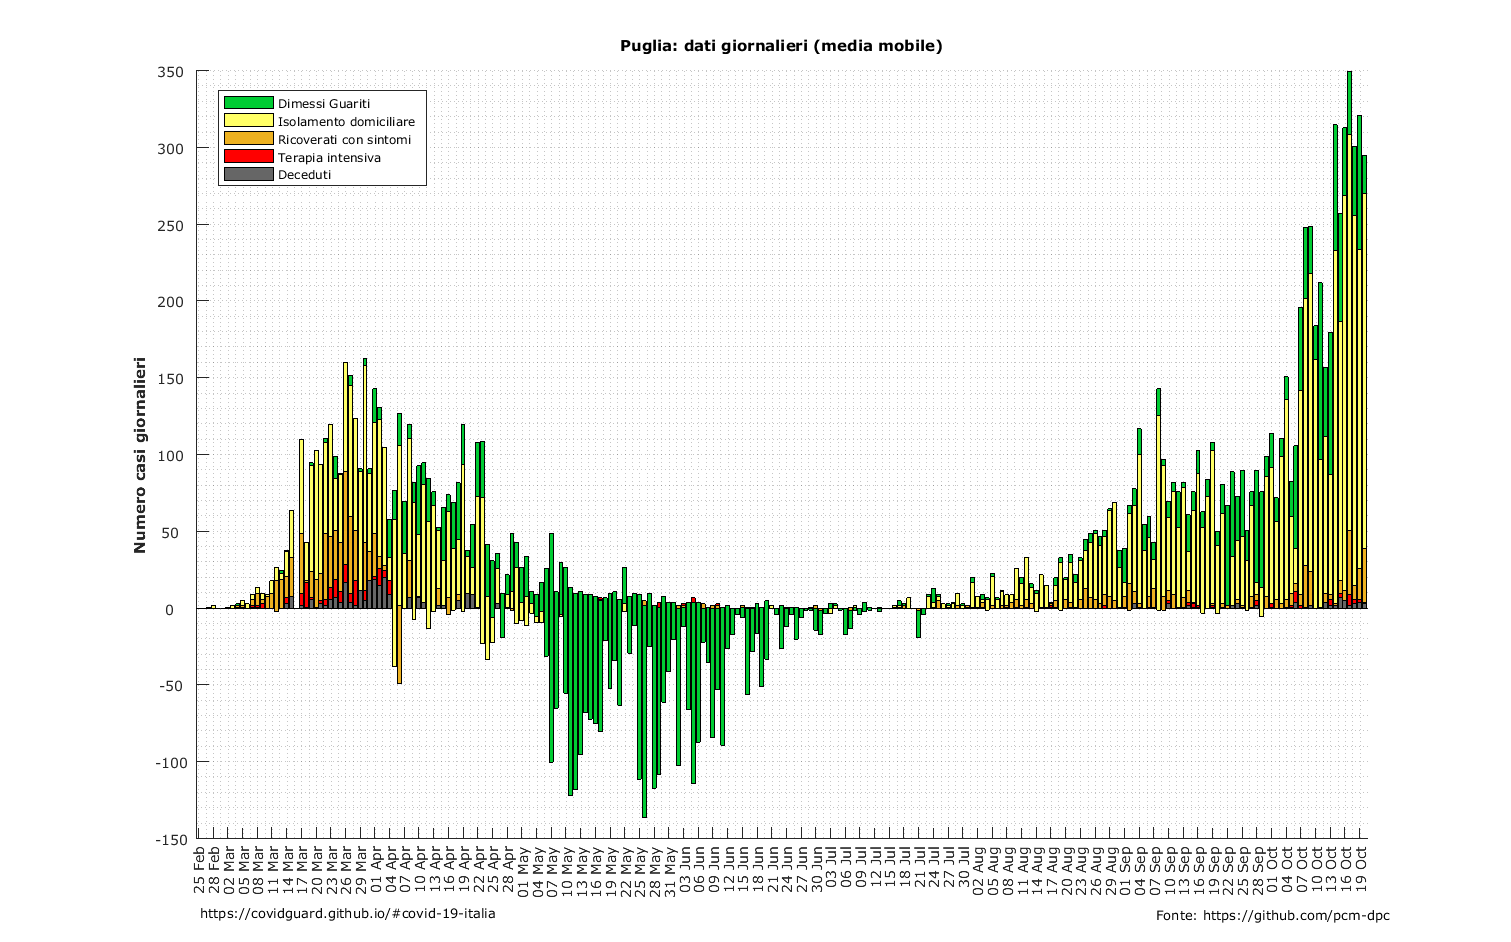 Puglia: dati giornalieri (media mobile)
350
300
250
200
150
100
50
0
-50
-100
-150
Numero casi giornalieri
Dimessi Guariti
Isolamento domiciliare
Ricoverati con sintomi
Terapia intensiva
Deceduti
25 Feb
28 Feb
02 Mar
05 Mar
08 Mar
11 Mar
14 Mar
17 Mar
20 Mar
23 Mar
26 Mar
29 Mar
01 Apr
04 Apr
07 Apr
10 Apr
13 Apr
16 Apr
19 Apr
22 Apr
25 Apr
28 Apr
01 May
04 May
07 May
10 May
13 May
16 May
19 May
22 May
25 May
28 May
31 May
03 Jun
06 Jun
09 Jun
12 Jun
15 Jun
18 Jun
21 Jun
24 Jun
27 Jun
30 Jun
03 Jul
06 Jul
09 Jul
12 Jul
15 Jul
18 Jul
21 Jul
24 Jul
27 Jul
30 Jul
02 Aug
05 Aug
08 Aug
11 Aug
14 Aug
17 Aug
20 Aug
23 Aug
26 Aug
29 Aug
01 Sep
04 Sep
07 Sep
10 Sep
13 Sep
16 Sep
19 Sep
22 Sep
25 Sep
28 Sep
01 Oct
04 Oct
07 Oct
10 Oct
13 Oct
16 Oct
19 Oct
https://covidguard.github.io/#covid-19-italia
Fonte: https://github.com/pcm-dpc